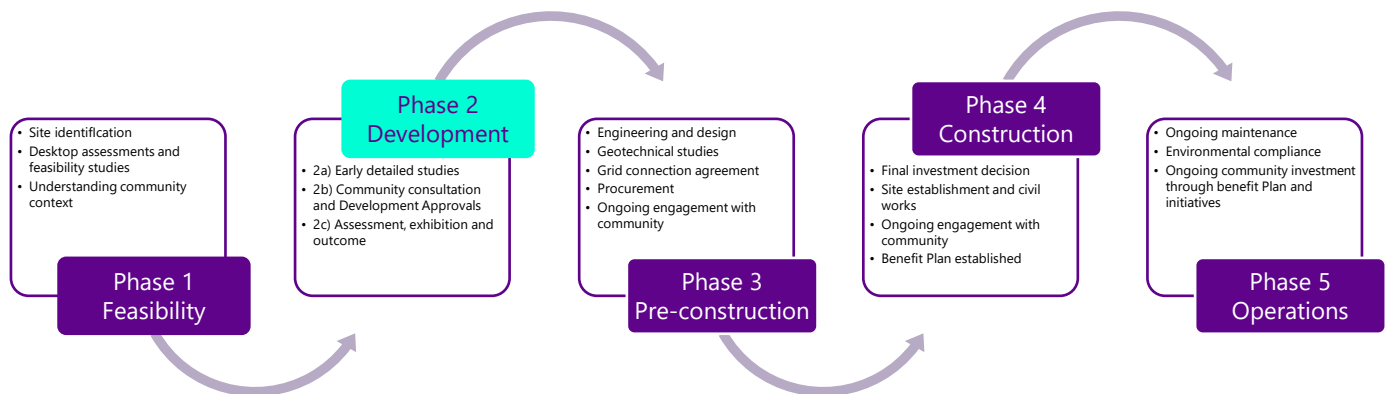 • Site identification
• Desktop assessments and
feasibility studies
• Understanding community
context
Phase 1
Feasibility
Phase 2
Development
• 2a) Early detailed studies
• 2b) Community consultation
and Development Approvals
• 2c) Assessment, exhibition and
outcome
• Engineering and design
• Geotechnical studies
• Grid connection agreement
• Procurement
• Ongoing engagement with
community
Phase 3
Pre-construction
Phase 4
Construction
• Final investment decision
• Site establishment and civil
works
• Ongoing engagement with
community
• Benefit Plan established
• Ongoing maintenance
• Environmental compliance
• Ongoing community investment
through benefit Plan and
initiatives
Phase 5
Operations